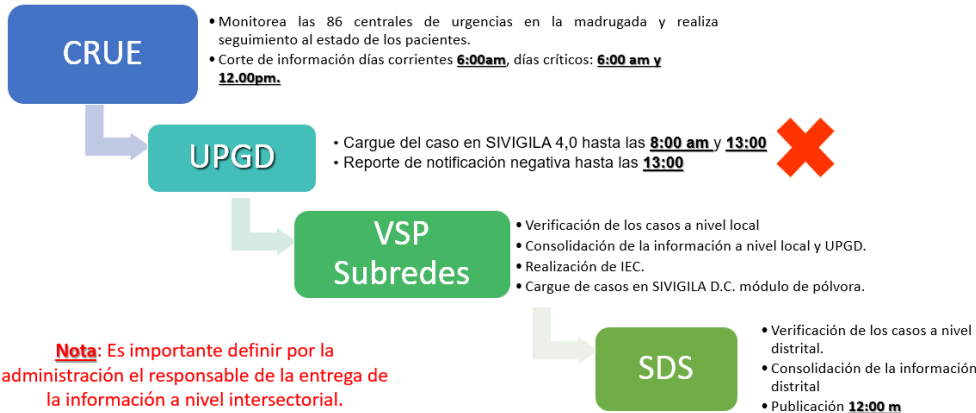 CRUE
• Monitorea las 86 centrales de urgencias en la madrugada y realiza
seguimiento al estado de los pacientes.
• Corte de información días corrientes 6:00am, días críticos: 6:00 am y
12.00pm.
UPGD
• Cargue del caso en SIVIGILA 4,0 hasta las 8:00 am y 13:00
• Reporte de notificación negativa hasta las 13:00
VSP
Subredes
• Verificación de los casos a nivel local
• Consolidación de la información a nivel local y UPGD.
• Realización de IEC.
• Cargue de casos en SIVIGILA D.C. módulo de pólvora.
SDS
• Verificación de los casos a nivel
distrital.
• Consolidación de la información
distrital
• Publicación 12:00 m
Nota: Es importante definir por la
administración el responsable de la entrega de
la información a nivel intersectorial.